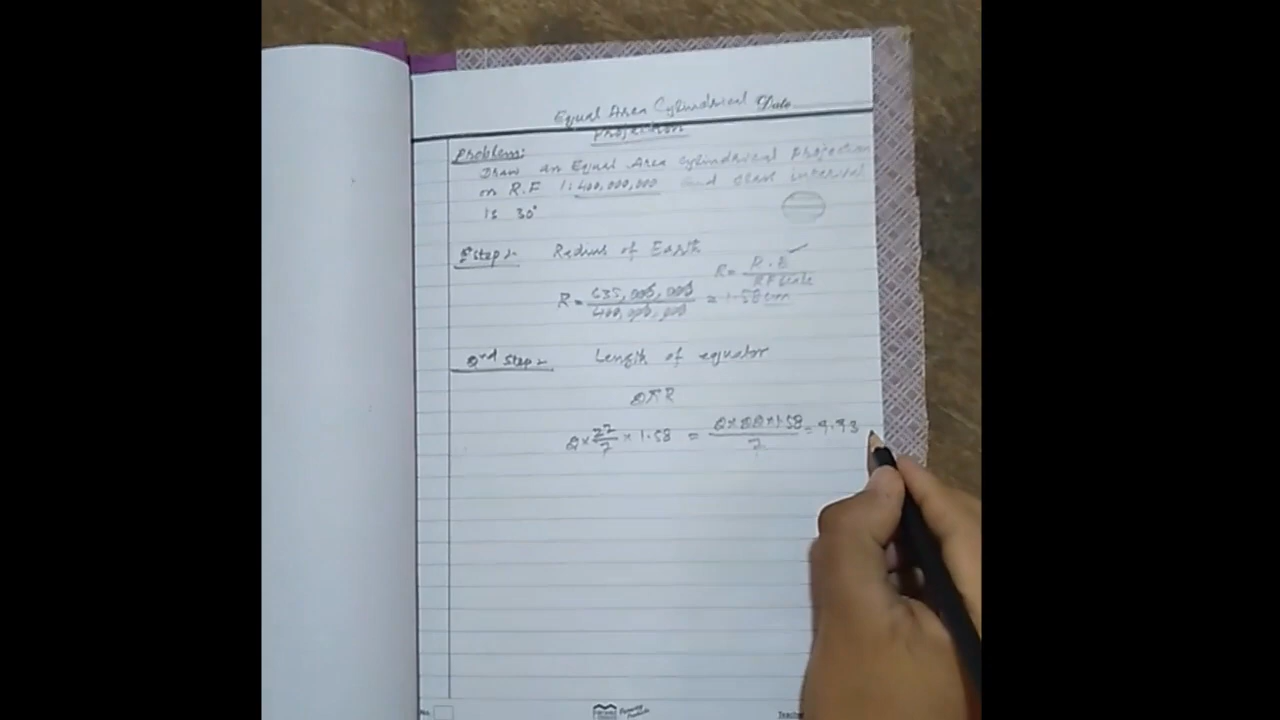 Equal Area Cylindrical Date
Projection
Problem:
Draw an Equal Area cylindrical projection
on R.F 1:400,000,000 and class interval
is 30°
1st step:- Radius of Earth
R = R.E / RF Scale
R = 635,000,000 / 400,000,000 = 1.58 cm
2nd step:- Length of equator
2πR
2 × 22/7 × 1.58 = 2×22×1.58 / 7 = 9.93